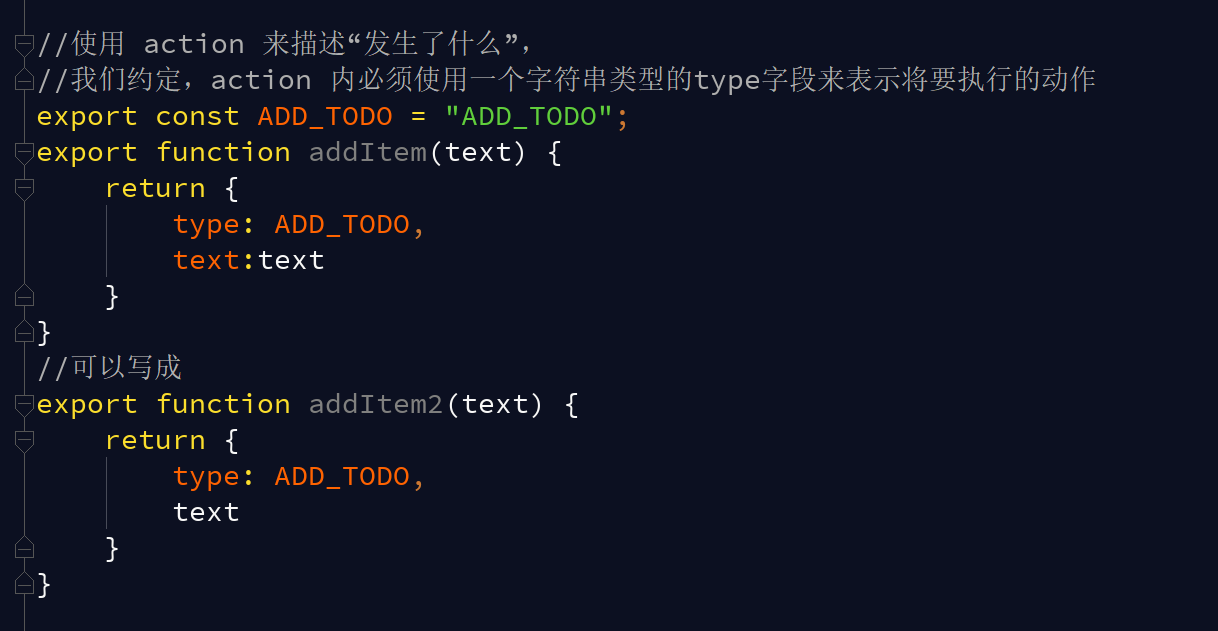 //使用 action 来描述“发生了什么”，
//我们约定，action 内必须使用一个字符串类型的type字段来表示将要执行的动作
export const ADD_TODO = "ADD_TODO";
export function addItem(text) {
    return {
        type: ADD_TODO,
        text:text
    }
}
//可以写成
export function addItem2(text) {
    return {
        type: ADD_TODO,
        text
    }
}